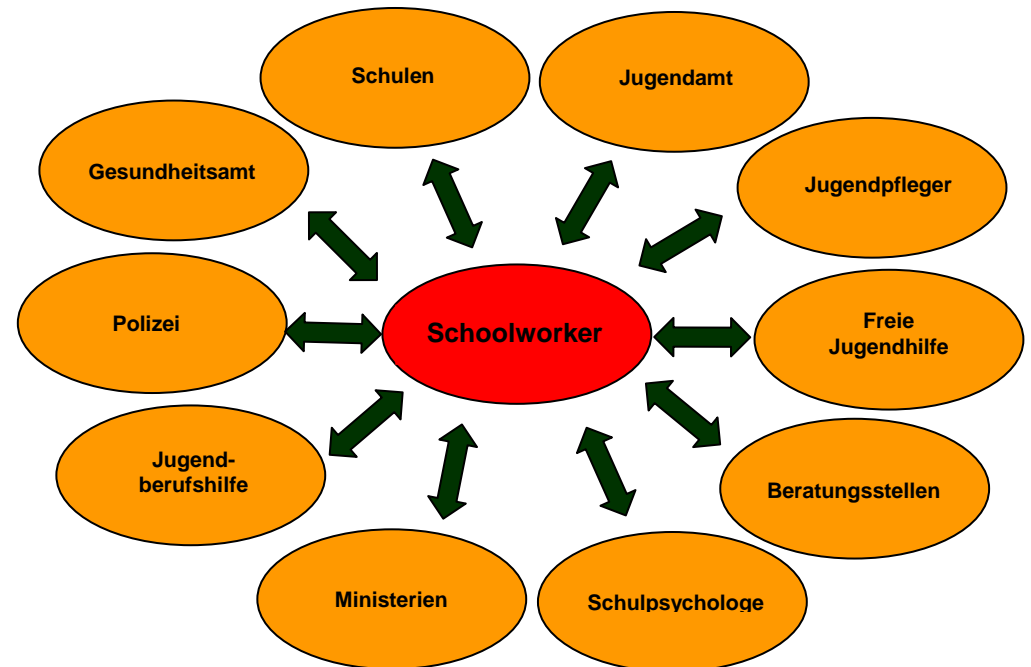 Schulen
Jugendamt
Gesundheitsamt
Jugendpfleger
Polizei
Schoolworker
Freie
Jugendhilfe
Jugend-
berufshilfe
Beratungsstellen
Ministerien
Schulpsychologe